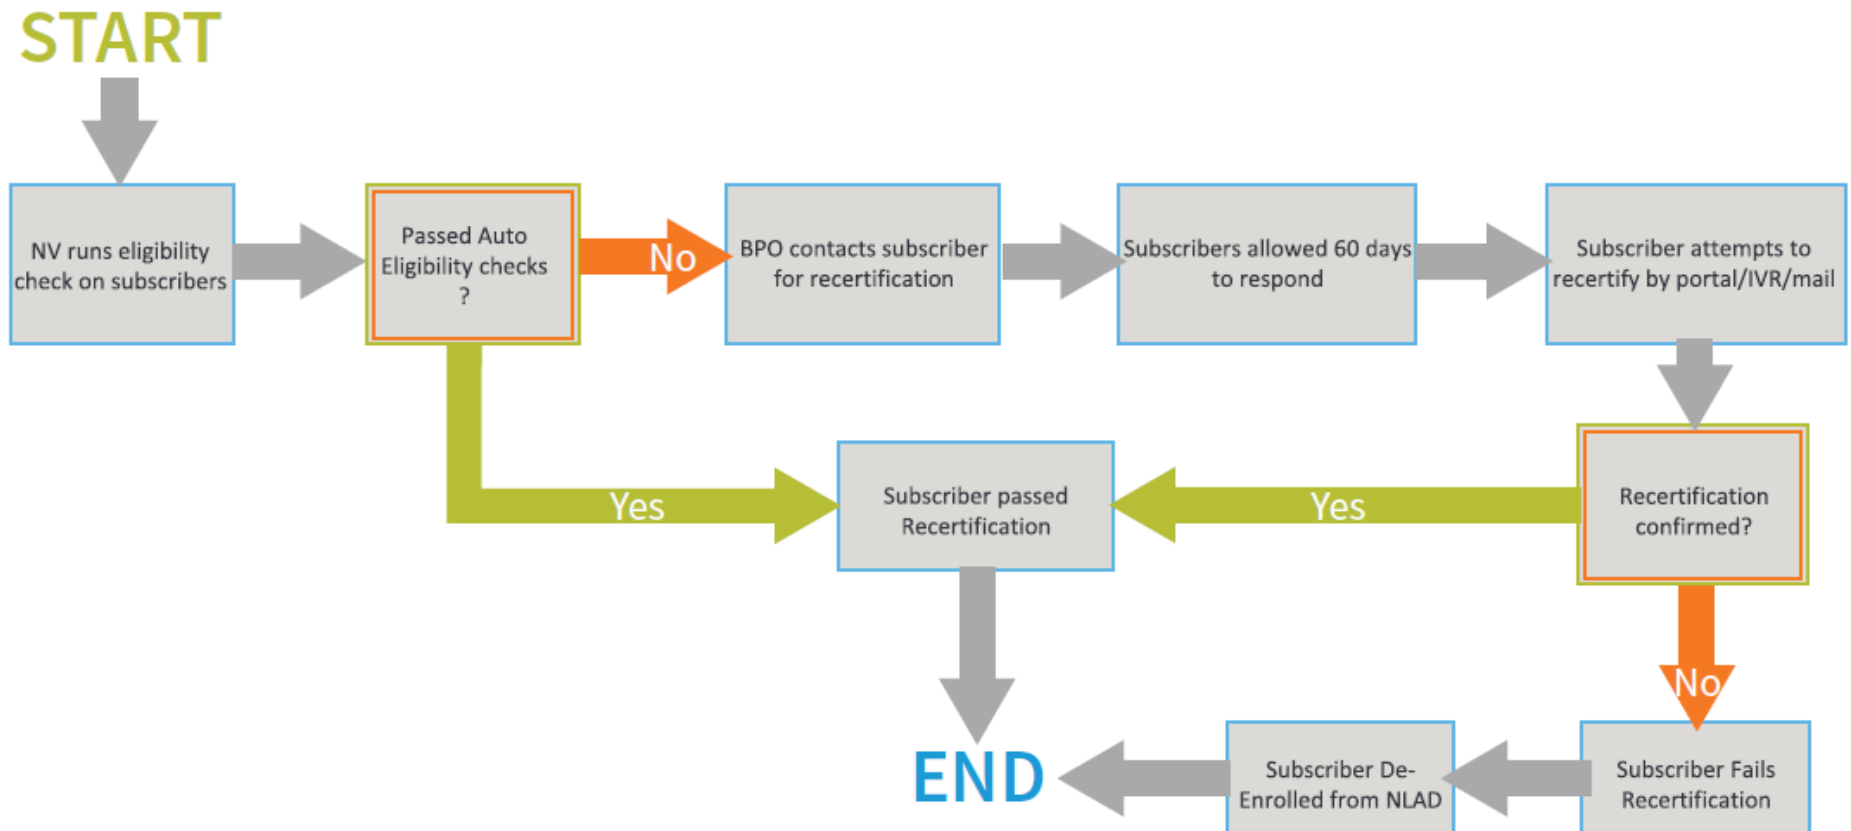 START
NV runs eligibility
check on subscribers
Passed Auto
Eligibility checks
?
No
BPO contacts subscriber
for recertification
Subscribers allowed 60 days
to respond
Subscriber attempts to
recertify by portal/IVR/mail
Yes
Subscriber passed
Recertification
Yes
Recertification
confirmed?
No
END
Subscriber De-
Enrolled from NLAD
Subscriber Fails
Recertification